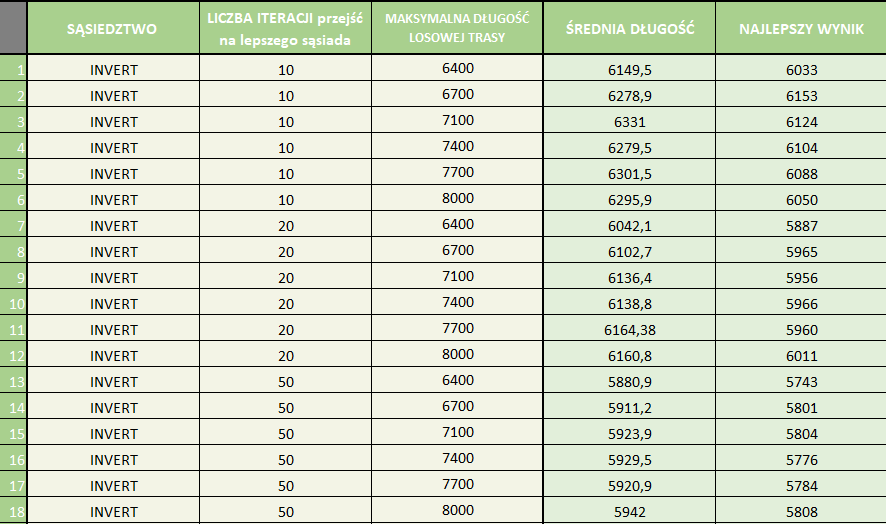 SĄSIEDZTWO LICZBA ITERACJI przejść na lepszego sąsiada MAKSYMALNA DŁUGOŚĆ LOSOWEJ TRASY ŚREDNIA DŁUGOŚĆ NAJLEPSZY WYNIK
1 INVERT 10 6400 6149,5 6033
2 INVERT 10 6700 6278,9 6153
3 INVERT 10 7100 6331 6124
4 INVERT 10 7400 6279,5 6104
5 INVERT 10 7700 6301,5 6088
6 INVERT 10 8000 6295,9 6050
7 INVERT 20 6400 6042,1 5887
8 INVERT 20 6700 6102,7 5965
9 INVERT 20 7100 6136,4 5956
10 INVERT 20 7400 6138,8 5966
11 INVERT 20 7700 6164,38 5960
12 INVERT 20 8000 6160,8 6011
13 INVERT 50 6400 5880,9 5743
14 INVERT 50 6700 5911,2 5801
15 INVERT 50 7100 5923,9 5804
16 INVERT 50 7400 5929,5 5776
17 INVERT 50 7700 5920,9 5784
18 INVERT 50 8000 5942 5808